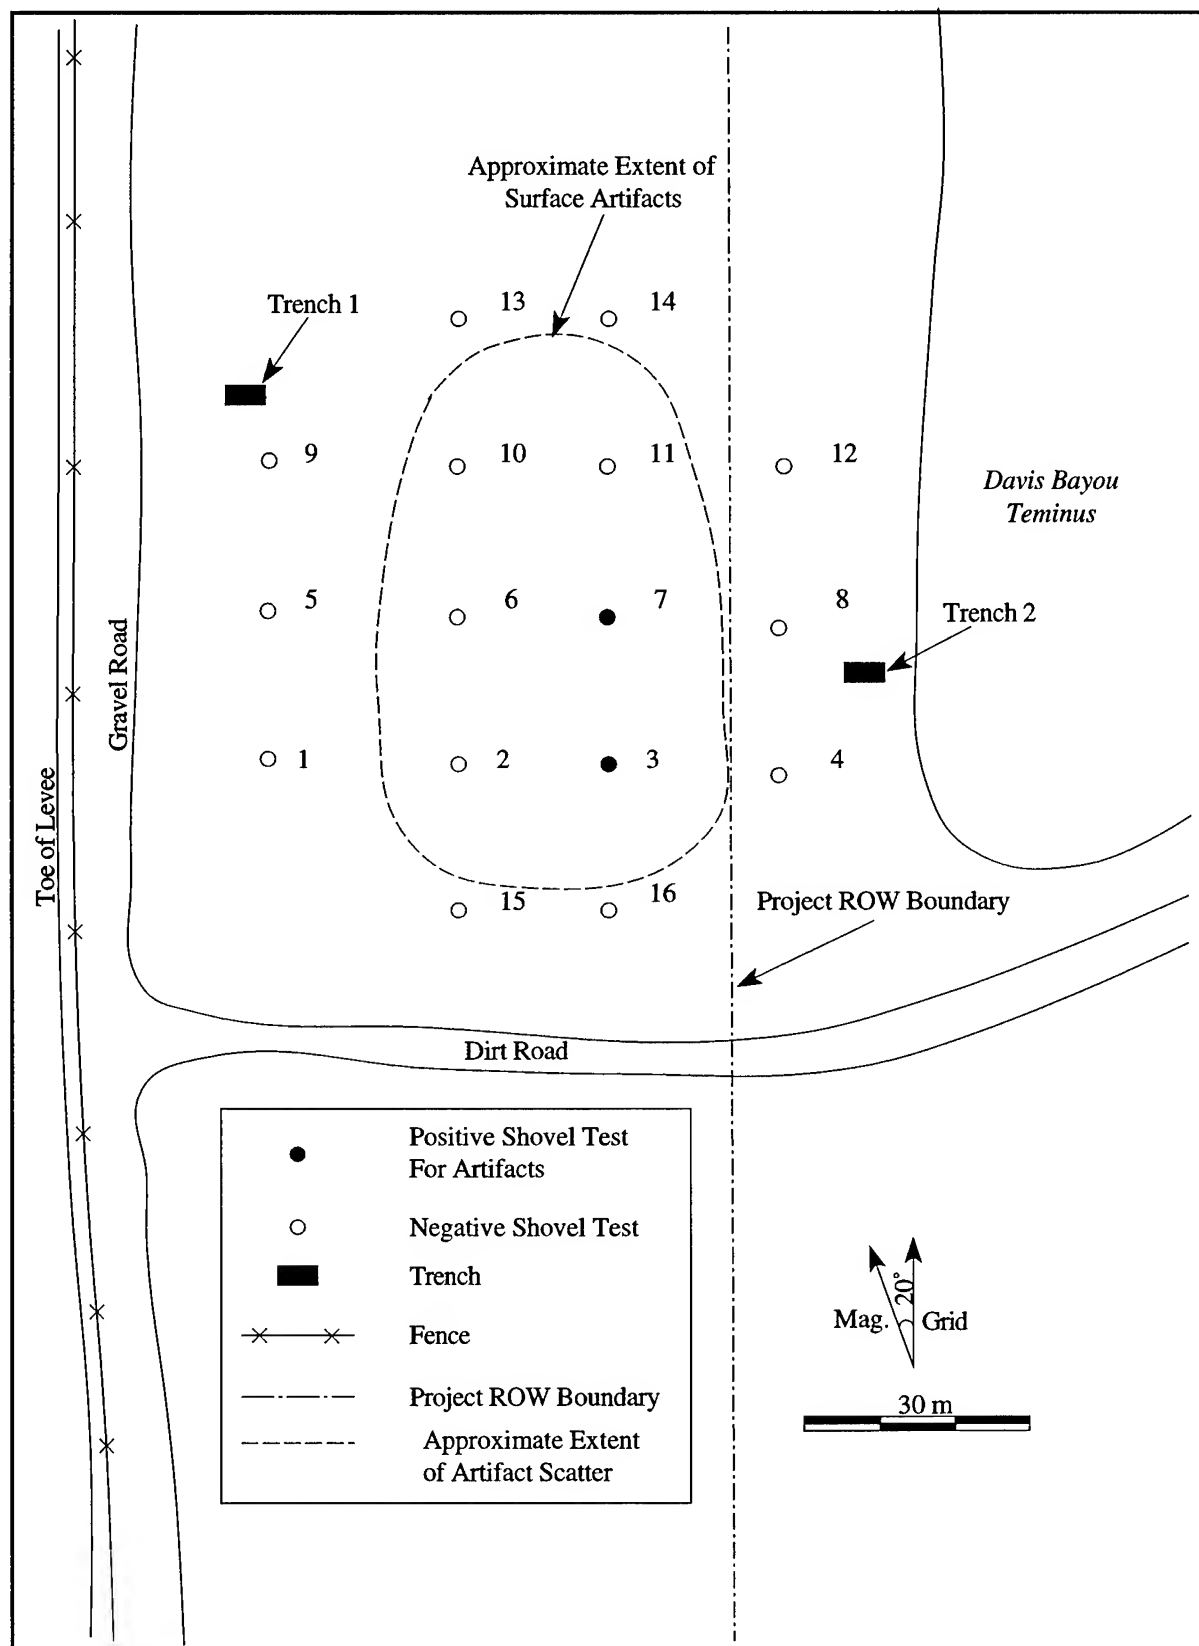 Approximate Extent of
Surface Artifacts
Trench 1
13
14
9
10
11
12
Davis Bayou
Teminus
5
6
7
8
Trench 2
Gravel Road
1
2
3
4
Toe of Levee
15
16
Project ROW Boundary
Dirt Road
Positive Shovel Test
For Artifacts
Negative Shovel Test
Trench
Fence
Project ROW Boundary
Approximate Extent
of Artifact Scatter
20°
Mag.
Grid
30 m